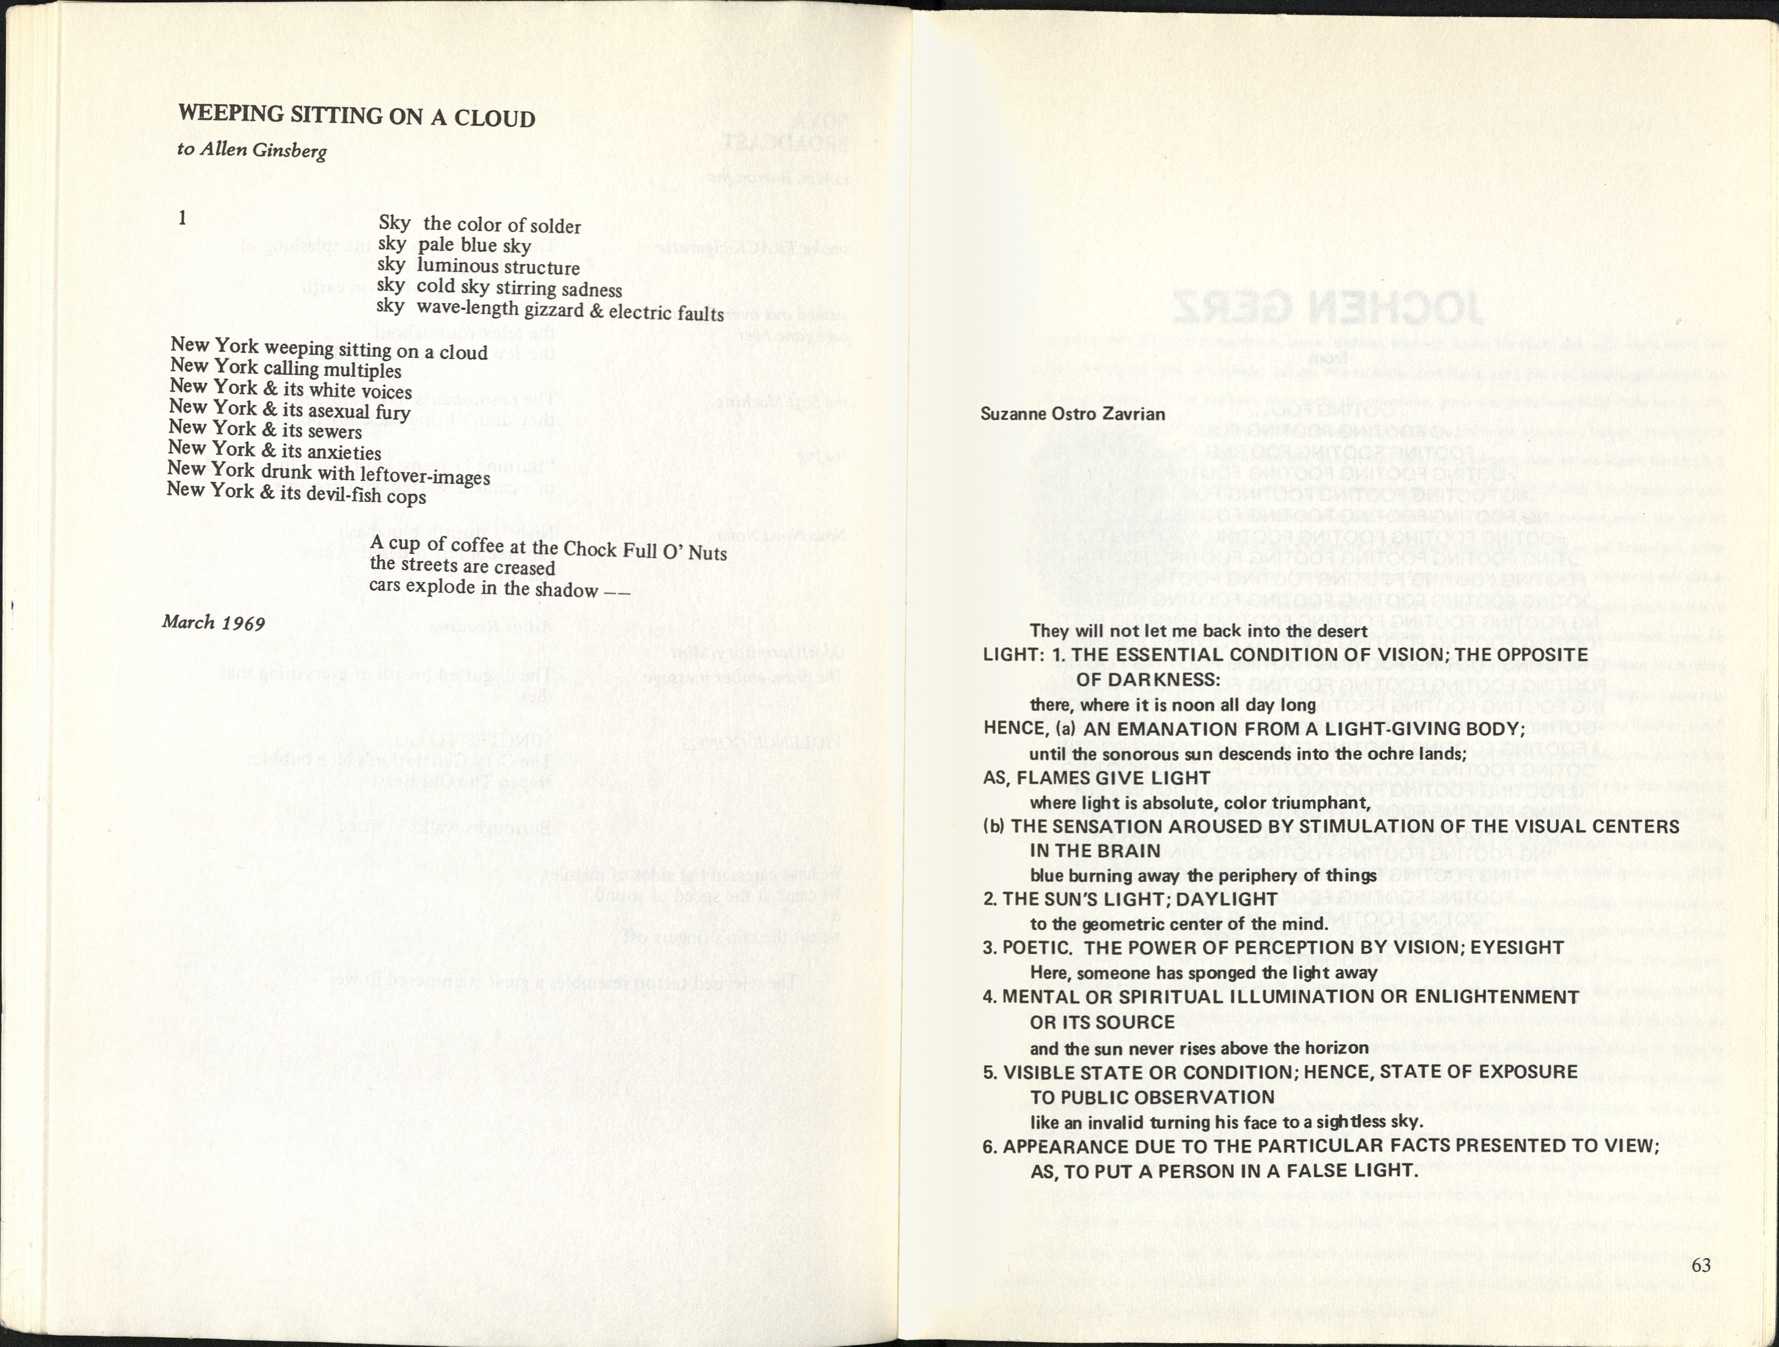 WEEPING SITTING ON A CLOUD
to Allen Ginsberg
1
Sky the color of solder
sky pale blue sky
sky luminous structure
sky cold sky stirring sadness
sky wave-length gizzard & electric faults
New York weeping sitting on a cloud
New York calling multiples
New York & its white voices
New York & its asexual fury
New York & its sewers
New York & its anxieties
New York drunk with leftover-images
New York & its devil-fish cops
A cup of coffee at the Chock Full O' Nuts
the streets are creased
cars explode in the shadow ——
March 1969
Suzanne Ostro Zavrian
They will not let me back into the desert
LIGHT: 1. THE ESSENTIAL CONDITION OF VISION; THE OPPOSITE
OF DARKNESS:
there, where it is noon all day long
HENCE, (a) AN EMANATION FROM A LIGHT-GIVING BODY;
until the sonorous sun descends into the ochre lands;
AS, FLAMES GIVE LIGHT
where light is absolute, color triumphant,
(b) THE SENSATION AROUSED BY STIMULATION OF THE VISUAL CENTERS
IN THE BRAIN
blue burning away the periphery of things
2. THE SUN'S LIGHT; DAYLIGHT
to the geometric center of the mind.
3. POETIC. THE POWER OF PERCEPTION BY VISION; EYESIGHT
Here, someone has sponged the light away
4. MENTAL OR SPIRITUAL ILLUMINATION OR ENLIGHTENMENT
OR ITS SOURCE
and the sun never rises above the horizon
5. VISIBLE STATE OR CONDITION; HENCE, STATE OF EXPOSURE
TO PUBLIC OBSERVATION
like an invalid turning his face to a sightless sky.
6. APPEARANCE DUE TO THE PARTICULAR FACTS PRESENTED TO VIEW;
AS, TO PUT A PERSON IN A FALSE LIGHT.
63